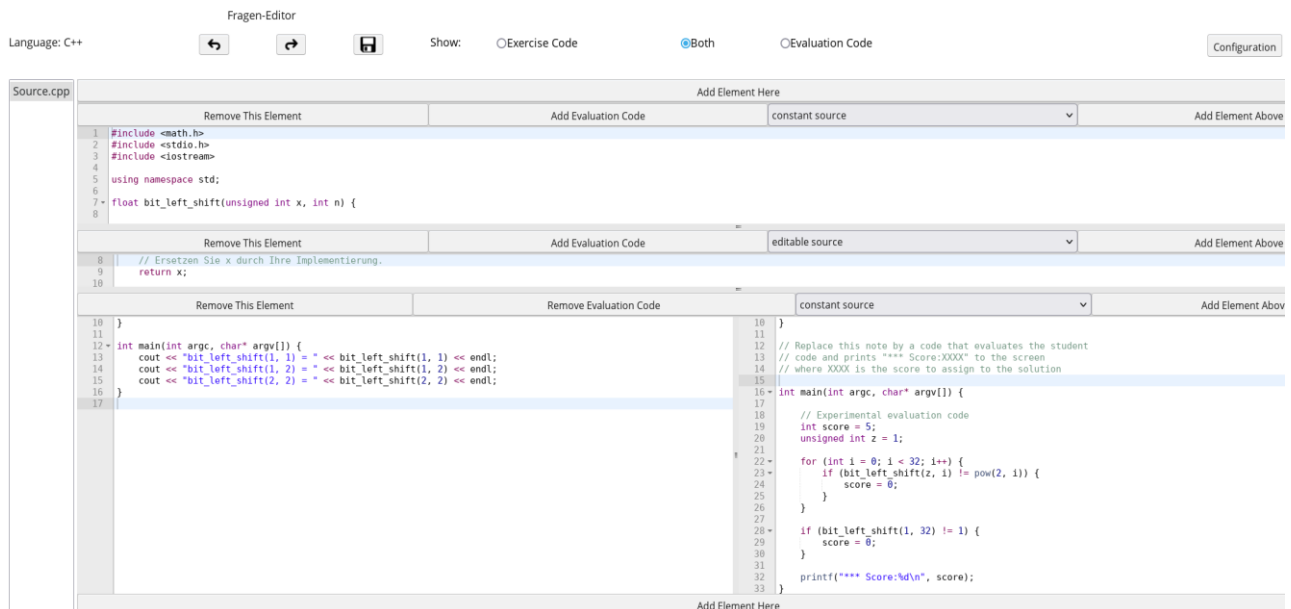 Fragen-Editor
Language: C++ Show: Exercise Code Both Evaluation Code Configuration
Source.cpp Add Element Here
Remove This Element Add Evaluation Code constant source Add Element Above
1 #include <math.h>
2 #include <stdio.h>
3 #include <iostream>
4
5 using namespace std;
6
7 float bit_left_shift(unsigned int x, int n) {
8
Remove This Element Add Evaluation Code editable source Add Element Above
8 // Ersetzen Sie x durch Ihre Implementierung.
9 return x;
10
Remove This Element Remove Evaluation Code constant source Add Element Abov
10 }
11
12 int main(int argc, char* argv[]) {
13 cout << "bit_left_shift(1, 1) = " << bit_left_shift(1, 1) << endl;
14 cout << "bit_left_shift(1, 2) = " << bit_left_shift(1, 2) << endl;
15 cout << "bit_left_shift(2, 2) = " << bit_left_shift(2, 2) << endl;
16 }
17
10 }
11
12 // Replace this note by a code that evaluates the student
13 // code and prints "*** Score:XXXX" to the screen
14 // where XXXX is the score to assign to the solution
15
16 int main(int argc, char* argv[]) {
17
18 // Experimental evaluation code
19 int score = 5;
20 unsigned int z = 1;
21
22 for (int i = 0; i < 32; i++) {
23 if (bit_left_shift(z, i) != pow(2, i)) {
24 score = 0;
25 }
26 }
27
28 if (bit_left_shift(1, 32) != 1) {
29 score = 0;
30 }
31
32 printf("*** Score:%d\n", score);
33 }
Add Element Here